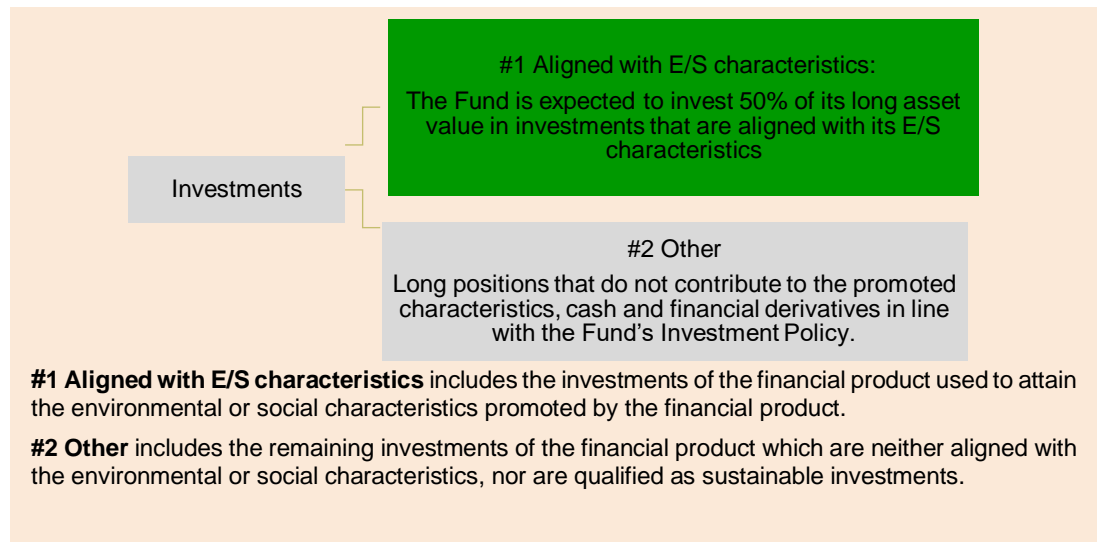 #1 Aligned with E/S characteristics:
The Fund is expected to invest 50% of its long asset
value in investments that are aligned with its E/S
characteristics
Investments
#2 Other
Long positions that do not contribute to the promoted
characteristics, cash and financial derivatives in line
with the Fund's Investment Policy.
#1 Aligned with E/S characteristics includes the investments of the financial product used to attain
the environmental or social characteristics promoted by the financial product.
#2 Other includes the remaining investments of the financial product which are neither aligned with
the environmental or social characteristics, nor are qualified as sustainable investments.